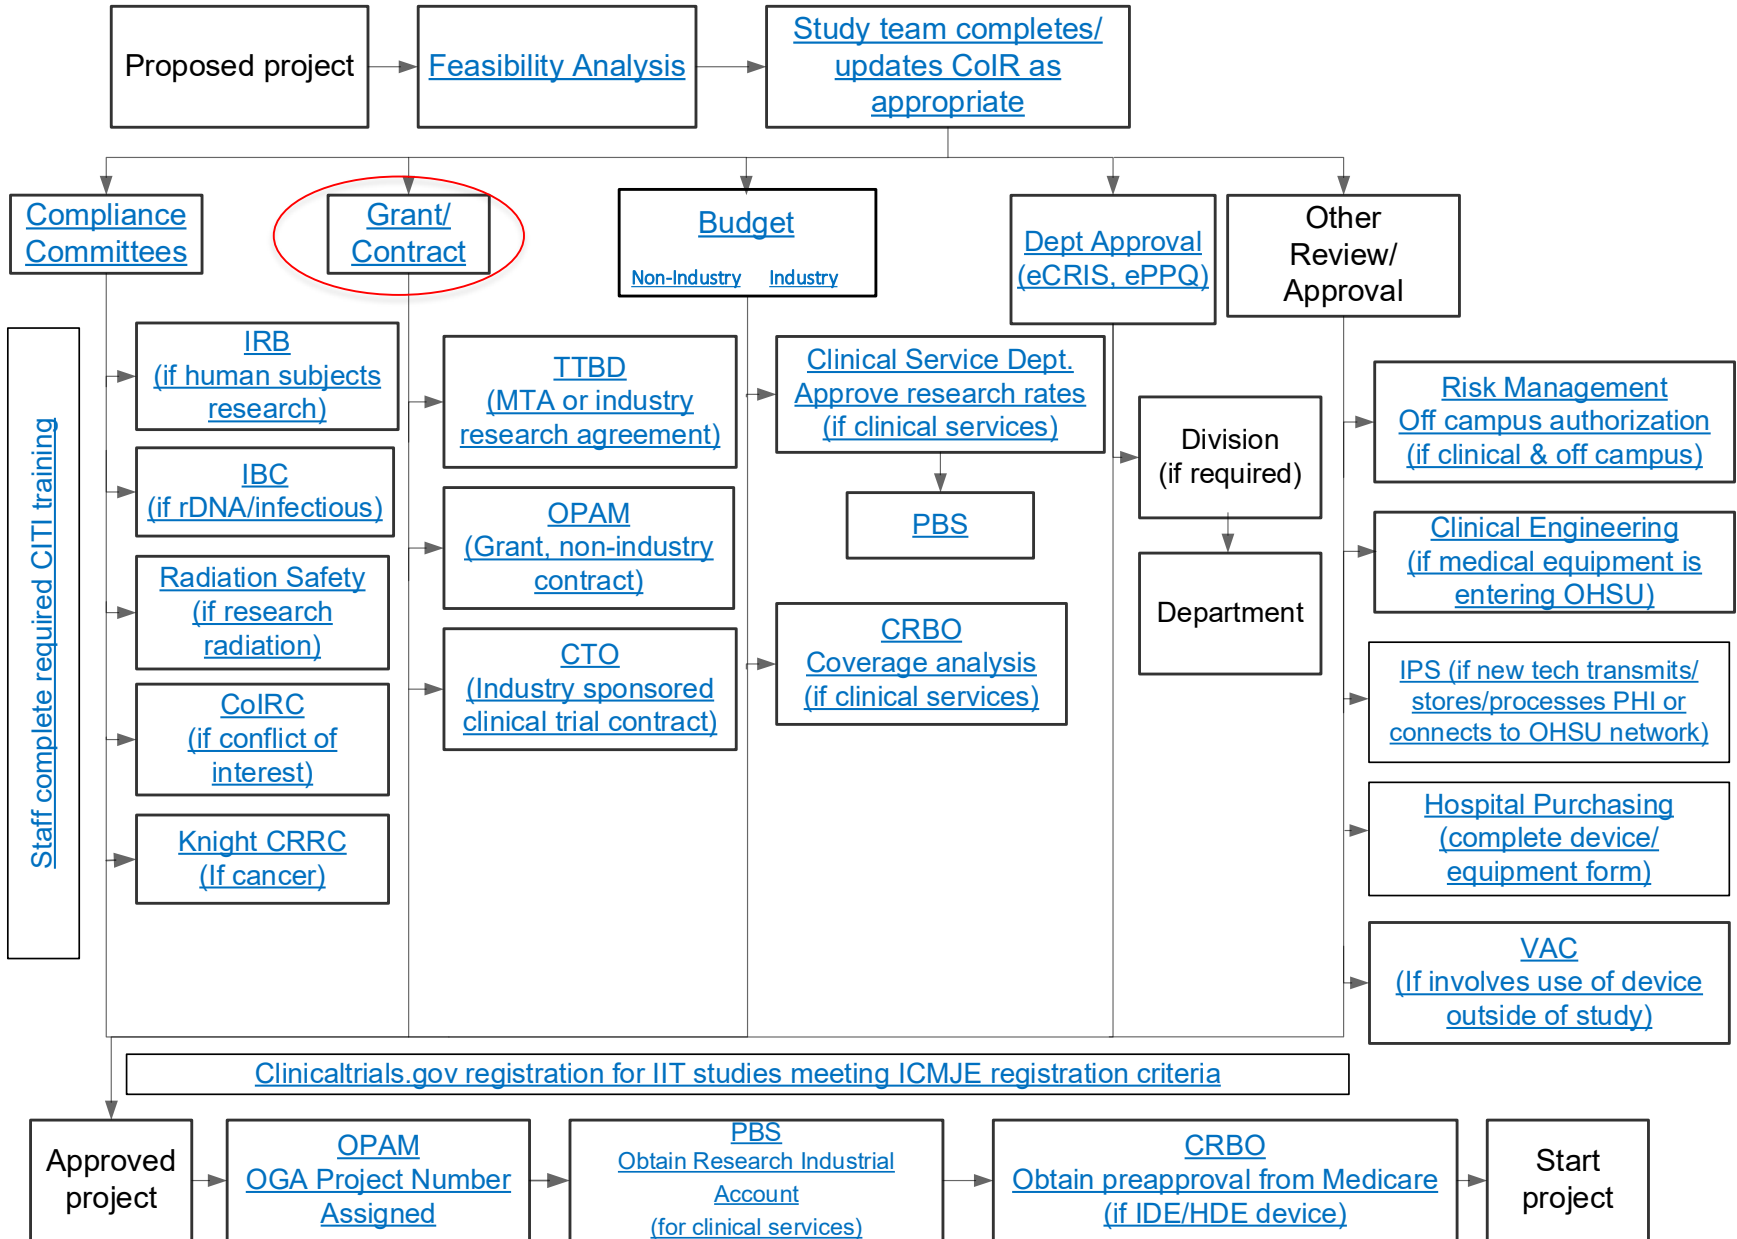 Proposed project
Feasibility Analysis
Study team completes/
updates CoIR as
appropriate
Compliance
Committees
Grant/
Contract
Budget
Non-Industry Industry
Dept Approval
(eCRIS, ePPQ)
Other
Review/
Approval
Staff complete required CITI training
IRB
(if human subjects
research)
IBC
(if rDNA/infectious)
Radiation Safety
(if research
radiation)
CoIRC
(if conflict of
interest)
Knight CRRC
(If cancer)
TTBD
(MTA or industry
research agreement)
OPAM
(Grant, non-industry
contract)
CTO
(Industry sponsored
clinical trial contract)
Clinical Service Dept.
Approve research rates
(if clinical services)
PBS
CRBO
Coverage analysis
(if clinical services)
Division
(if required)
Department
Risk Management
Off campus authorization
(if clinical & off campus)
Clinical Engineering
(if medical equipment is
entering OHSU)
IPS (if new tech transmits/
stores/processes PHI or
connects to OHSU network)
Hospital Purchasing
(complete device/
equipment form)
VAC
(If involves use of device
outside of study)
Clinicaltrials.gov registration for IIT studies meeting ICMJE registration criteria
Approved
project
OPAM
OGA Project Number
Assigned
PBS
Obtain Research Industrial
Account
(for clinical services)
CRBO
Obtain preapproval from Medicare
(if IDE/HDE device)
Start
project